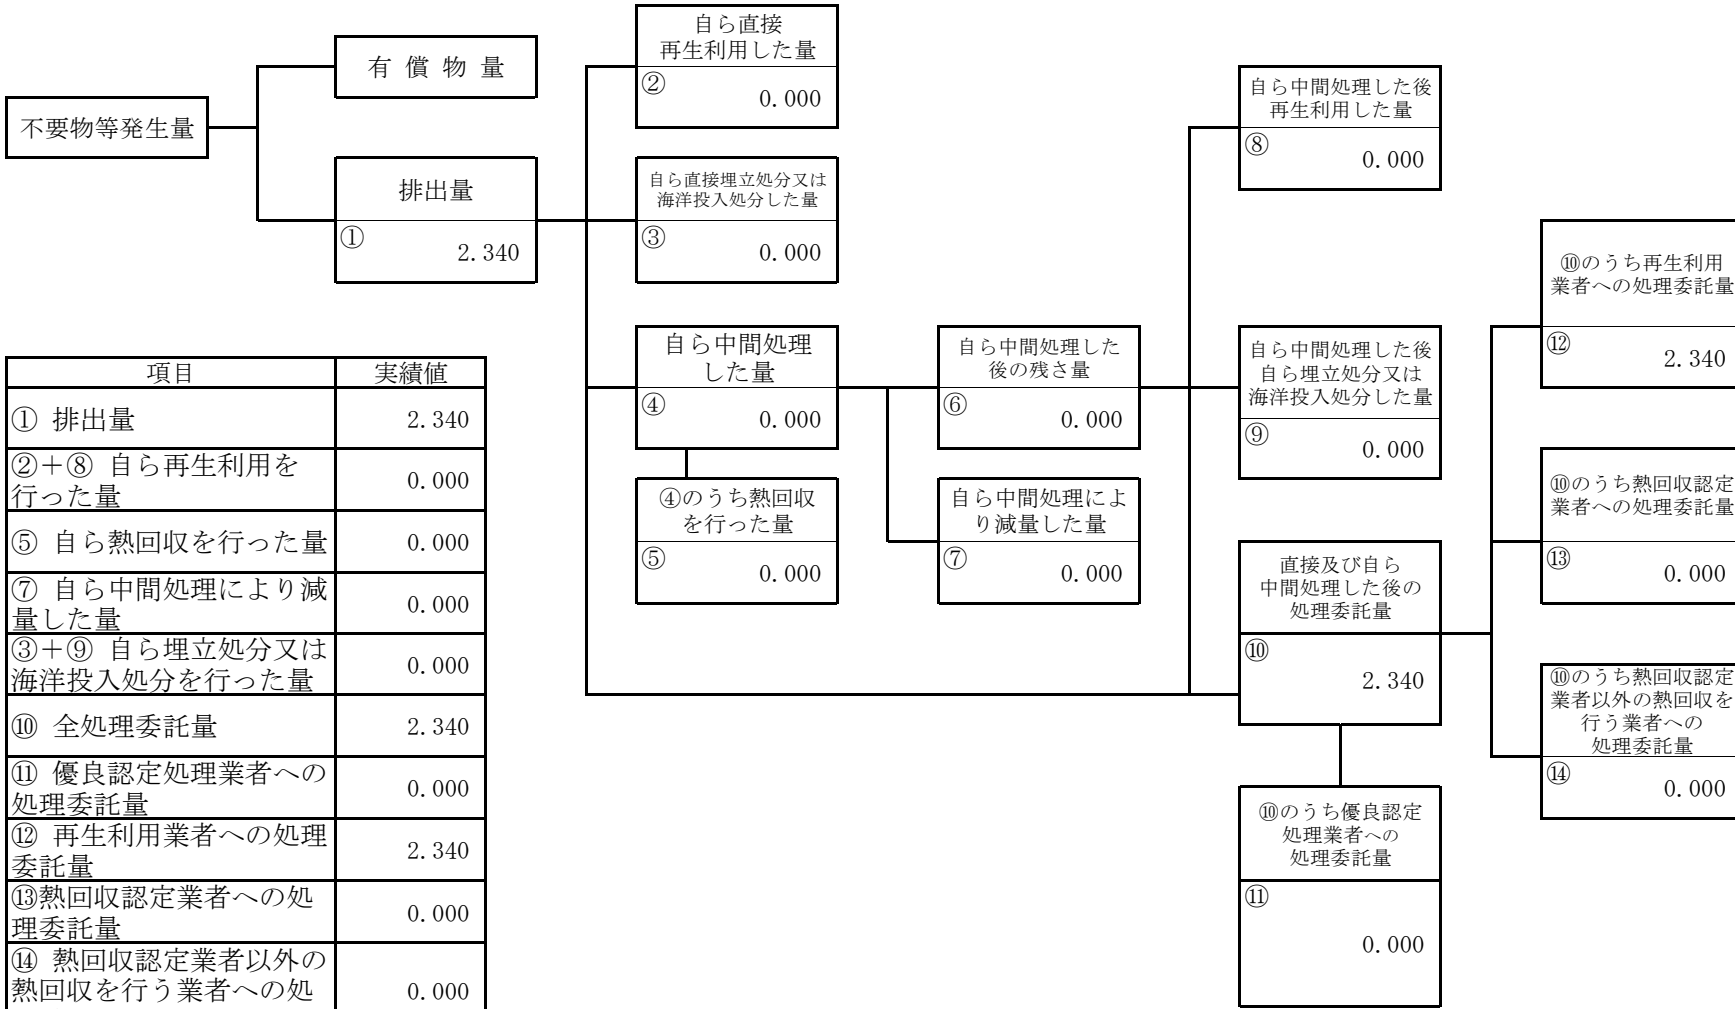 不要物等発生量
有 償 物 量
排出量
①
2.340
自ら直接
再生利用した量
②
0.000
自ら直接埋立処分又は
海洋投入処分した量
③
0.000
自ら中間処理
した量
④
0.000
④のうち熱回収
を行った量
⑤
0.000
自ら中間処理した
後の残さ量
⑥
0.000
自ら中間処理によ
り減量した量
⑦
0.000
自ら中間処理した後
再生利用した量
⑧
0.000
自ら中間処理した後
自ら埋立処分又は
海洋投入処分した量
⑨
0.000
直接及び自ら
中間処理した後の
処理委託量
⑩
2.340
⑩のうち優良認定
処理業者への
処理委託量
⑪
0.000
⑩のうち再生利用
業者への処理委託量
⑫
2.340
⑩のうち熱回収認定
業者への処理委託量
⑬
0.000
⑩のうち熱回収認定
業者以外の熱回収を
行う業者への
処理委託量
⑭
0.000
項目 実績値
① 排出量 2.340
②+⑧ 自ら再生利用を
行った量
0.000
⑤ 自ら熱回収を行った量 0.000
⑦ 自ら中間処理により減
量した量
0.000
③+⑨ 自ら埋立処分又は
海洋投入処分を行った量
0.000
⑩ 全処理委託量 2.340
⑪ 優良認定処理業者への
処理委託量
0.000
⑫ 再生利用業者への処理
委託量
2.340
⑬熱回収認定業者への処
理委託量
0.000
⑭ 熱回収認定業者以外の
熱回収を行う業者への処
0.000